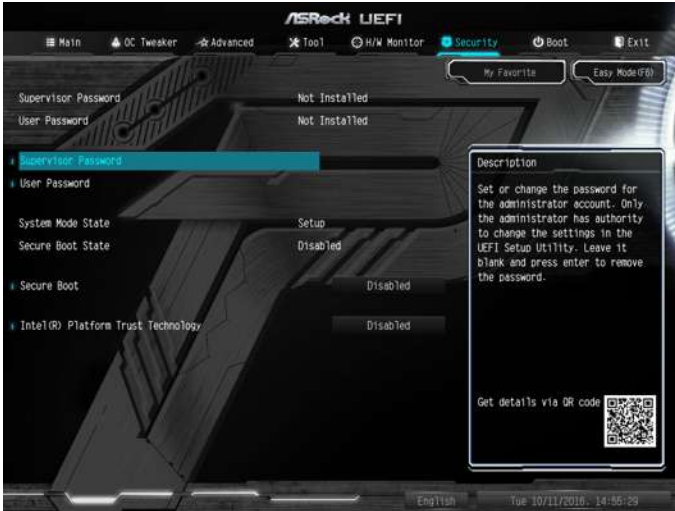 ASRock UEFI
Main OC Tweaker Advanced Tool H/W Monitor Security Boot Exit
My Favorite Easy Mode(F6)
Supervisor Password Not Installed
User Password Not Installed
Supervisor Password
User Password
System Mode State Setup
Secure Boot State Disabled
Secure Boot Disabled
Intel(R) Platform Trust Technology Disabled
Description
Set or change the password for
the administrator account. Only
the administrator has authority
to change the settings in the
UEFI Setup Utility. Leave it
blank and press enter to remove
the password.
Get details via QR code
English Tue 10/11/2016, 14:55:29